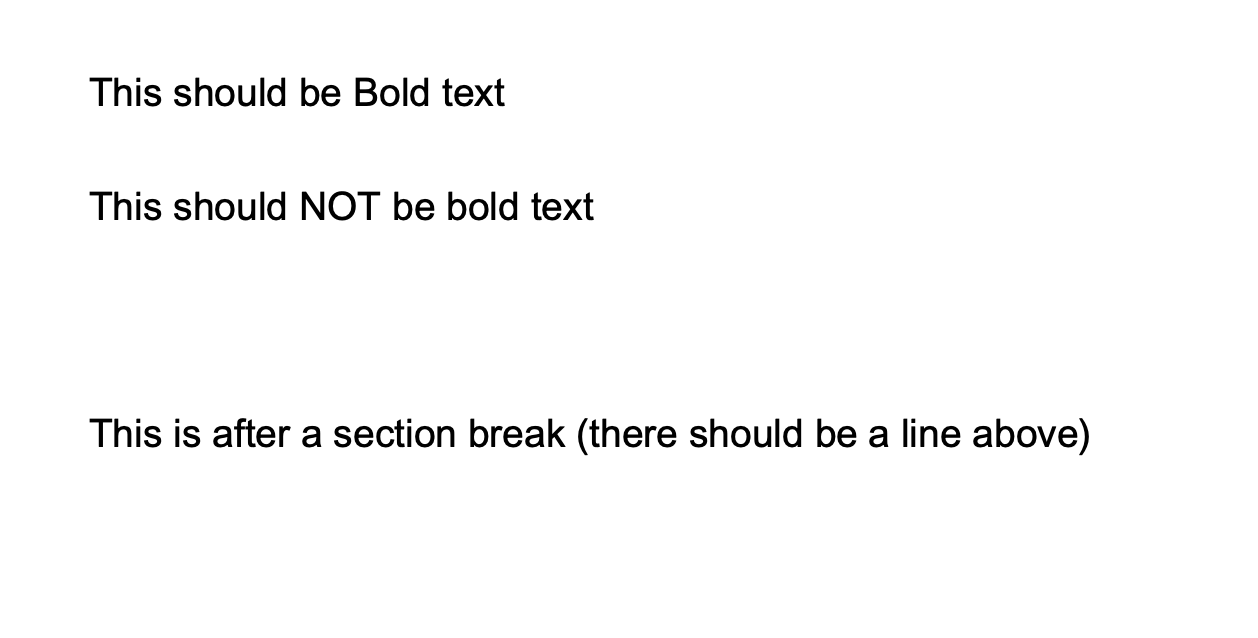 This should be Bold text
This should NOT be bold text
This is after a section break (there should be a line above)